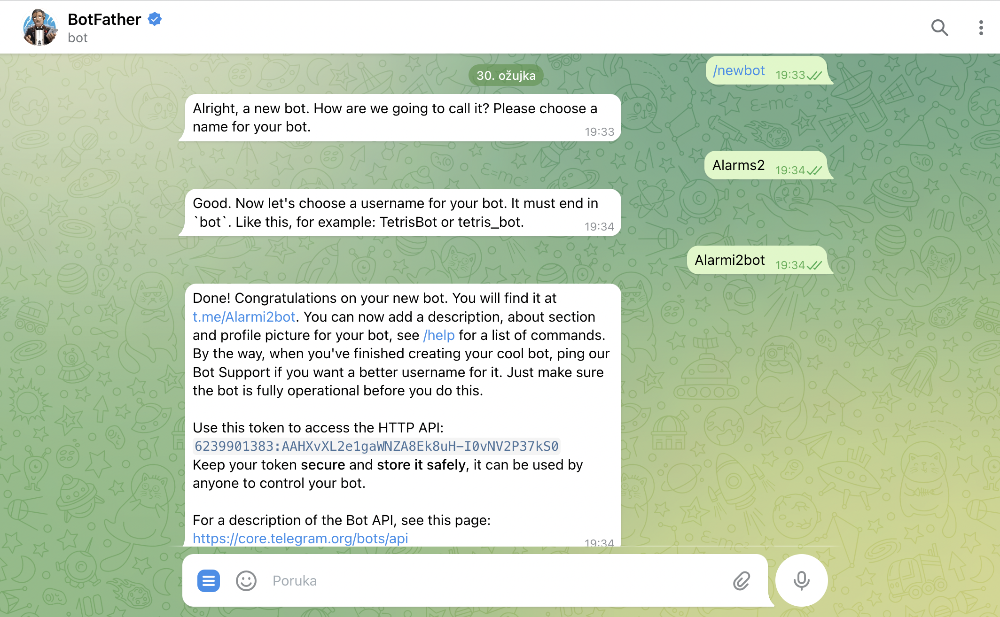 BotFather
bot
30. ožujka
/newbot 19:33
Alright, a new bot. How are we going to call it? Please choose a
name for your bot. 19:33
Alarms2 19:34
Good. Now let's choose a username for your bot. It must end in
`bot`. Like this, for example: TetrisBot or tetris_bot. 19:34
Alarmi2bot 19:34
Done! Congratulations on your new bot. You will find it at
t.me/Alarmi2bot. You can now add a description, about section
and profile picture for your bot, see /help for a list of commands.
By the way, when you've finished creating your cool bot, ping our
Bot Support if you want a better username for it. Just make sure
the bot is fully operational before you do this.
Use this token to access the HTTP API:
6239901383:AAHXvXL2e1gaWNZA8Ek8uH-I0vNV2P37kS0
Keep your token secure and store it safely, it can be used by
anyone to control your bot.
For a description of the Bot API, see this page:
https://core.telegram.org/bots/api 19:34
Poruka